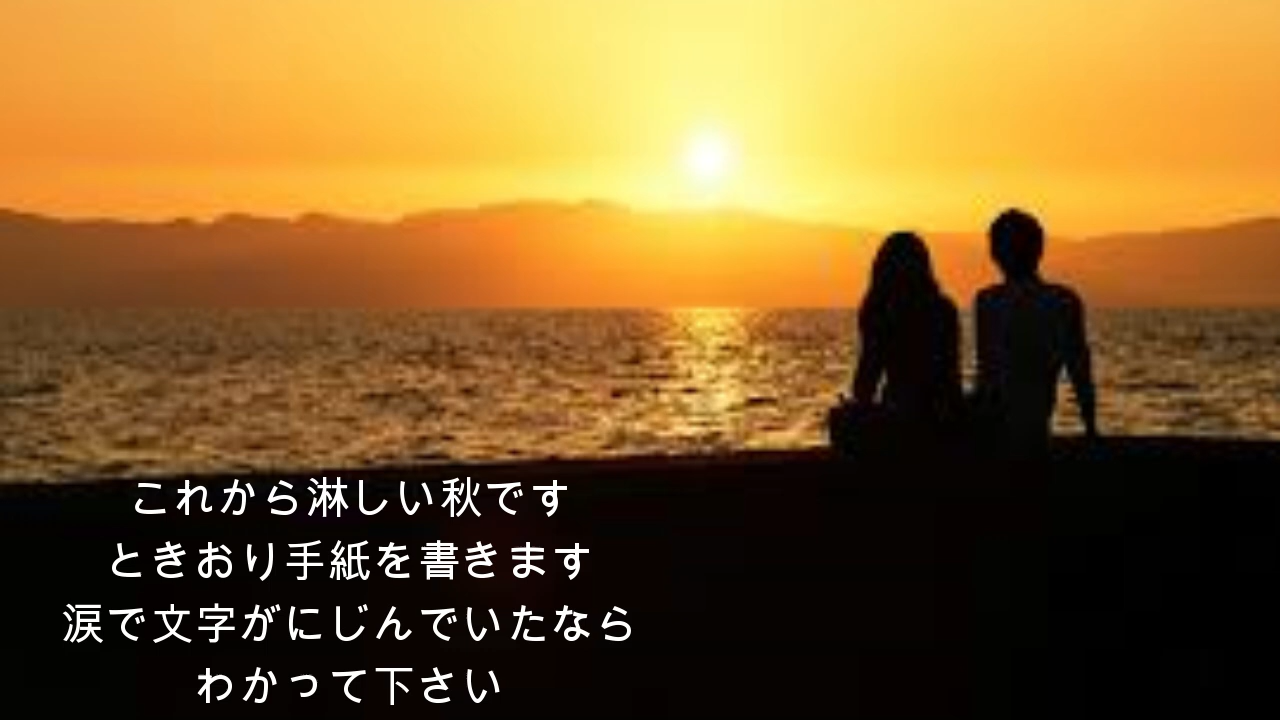 これから淋しい秋です
ときおり手紙を書きます
涙で文字がにじんでいたなら
わかって下さい